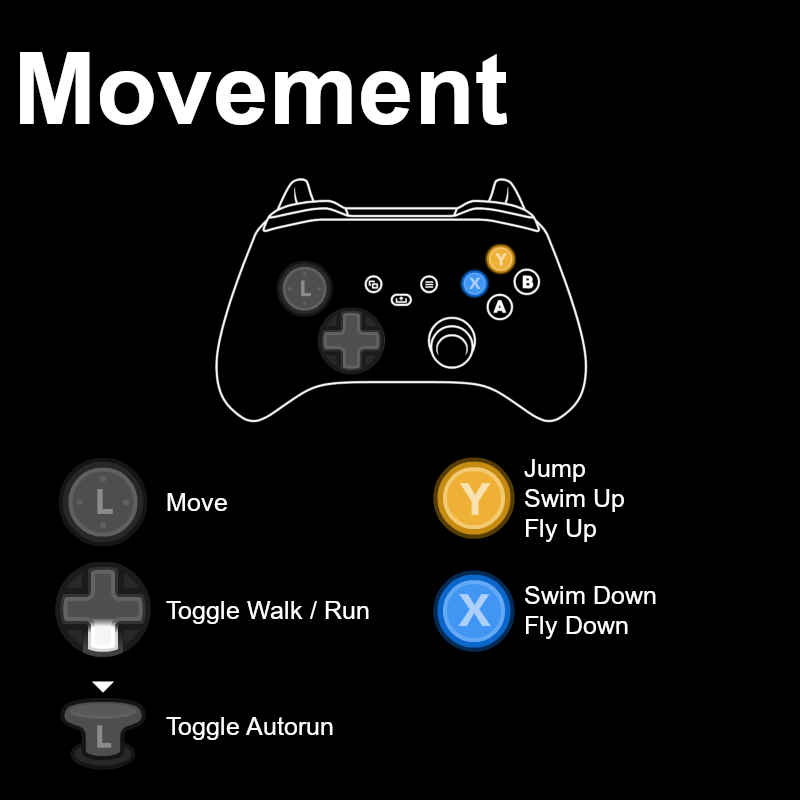 Movement
Y
L
X
B
A
L
Move
Y
Jump
Swim Up
Fly Up
Toggle Walk / Run
X
Swim Down
Fly Down
L
Toggle Autorun